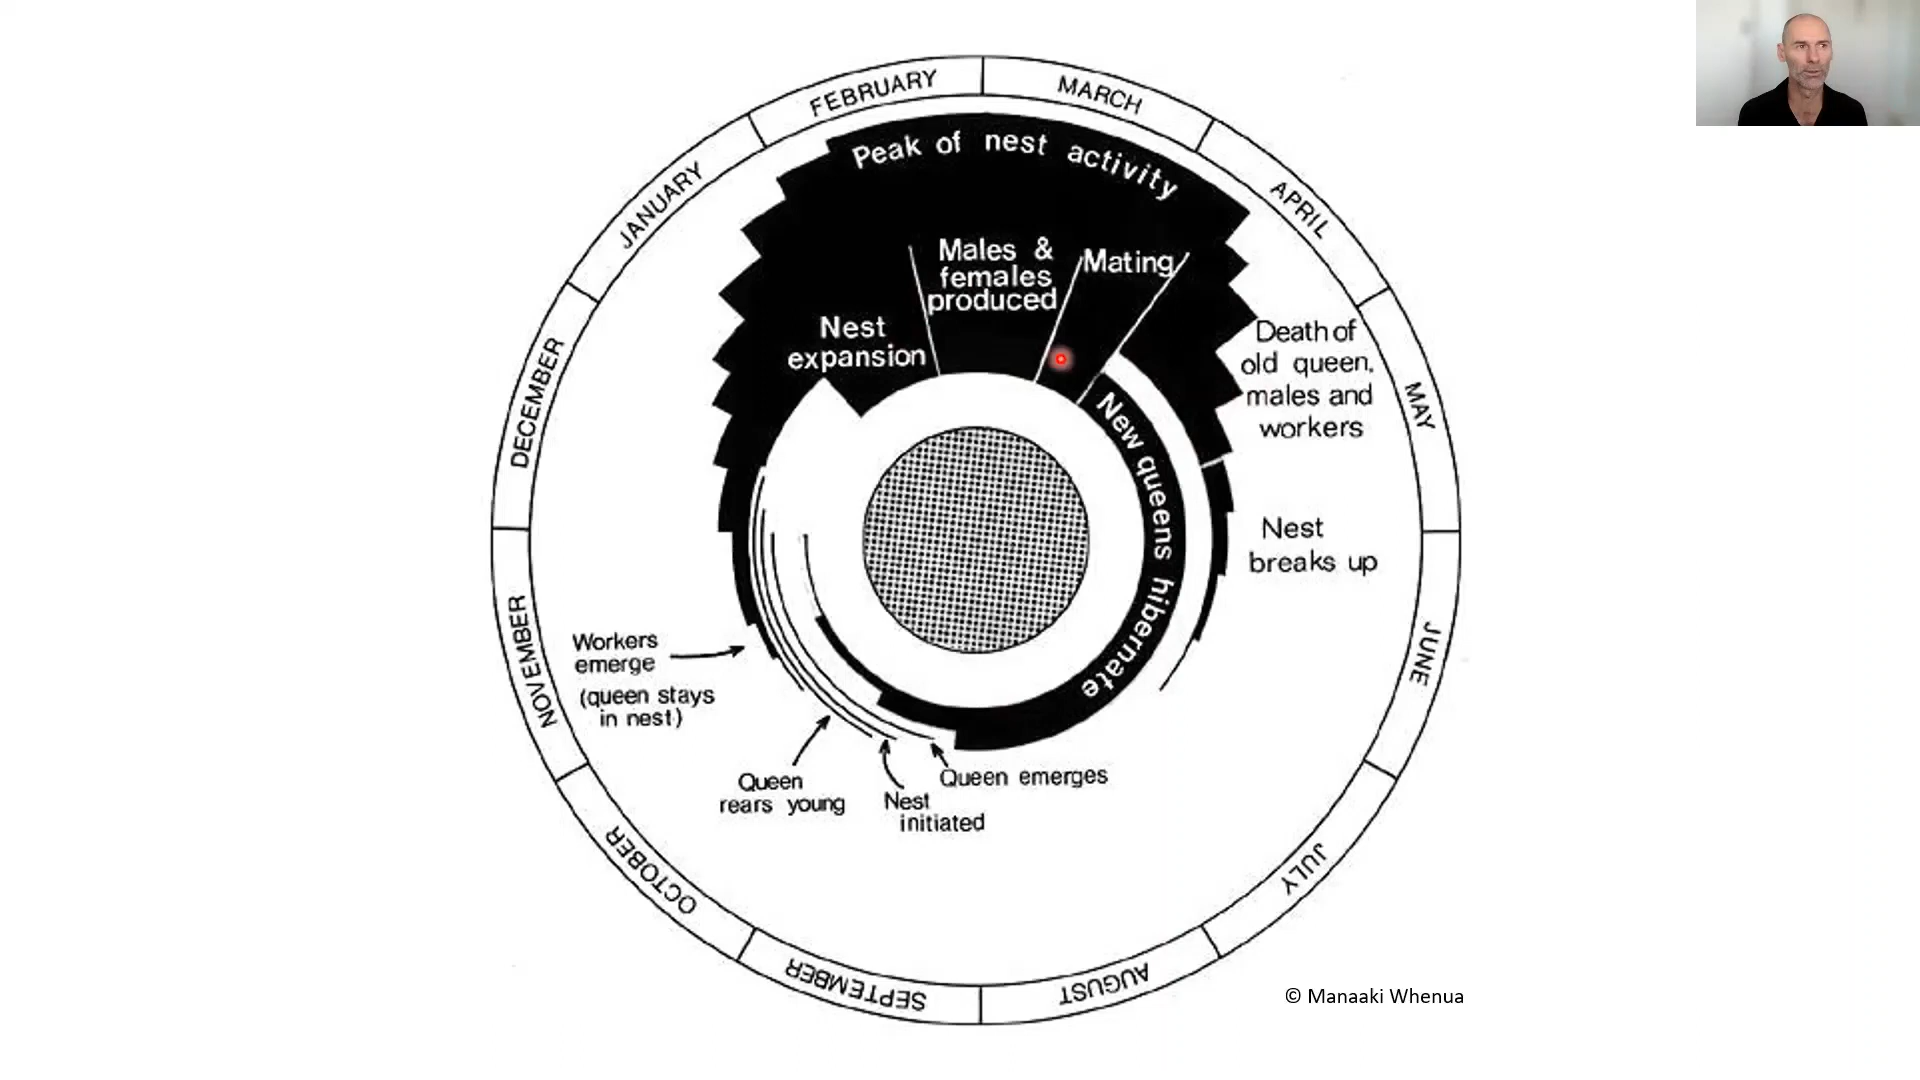 FEBRUARY
MARCH
JANUARY
APRIL
DECEMBER
MAY
NOVEMBER
JUNE
OCTOBER
JULY
SEPTEMBER
AUGUST
Peak of nest activity
Males &
females
produced
Mating
Nest
expansion
Death of
old queen,
males and
workers
New queens hibernate
Nest
breaks up
Workers
emerge
(queen stays
in nest)
Queen
rears young
Nest
initiated
Queen emerges
© Manaaki Whenua